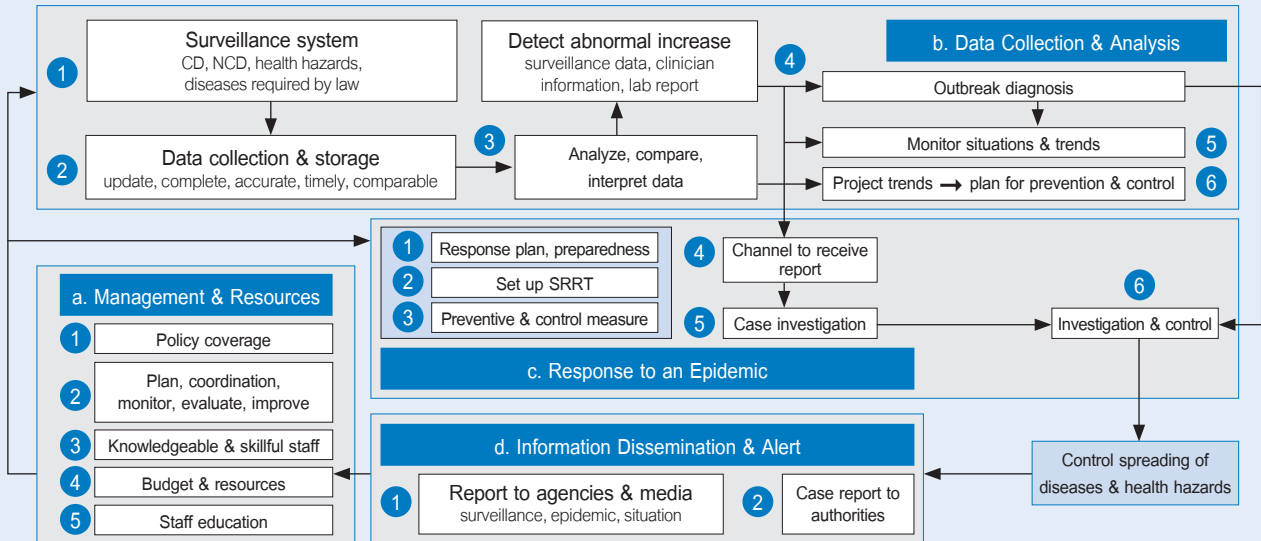 b. Data Collection & Analysis
1
Surveillance system
CD, NCD, health hazards,
diseases required by law
2
Data collection & storage
update, complete, accurate, timely, comparable
3
Analyze, compare,
interpret data
Detect abnormal increase
surveillance data, clinician
information, lab report
4
Outbreak diagnosis
Monitor situations & trends
5
Project trends → plan for prevention & control
6
1
Response plan, preparedness
2
Set up SRRT
3
Preventive & control measure
4
Channel to receive
report
5
Case investigation
6
Investigation & control
c. Response to an Epidemic
a. Management & Resources
1
Policy coverage
2
Plan, coordination,
monitor, evaluate, improve
3
Knowledgeable & skillful staff
4
Budget & resources
5
Staff education
d. Information Dissemination & Alert
1
Report to agencies & media
surveillance, epidemic, situation
2
Case report to
authorities
Control spreading of
diseases & health hazards